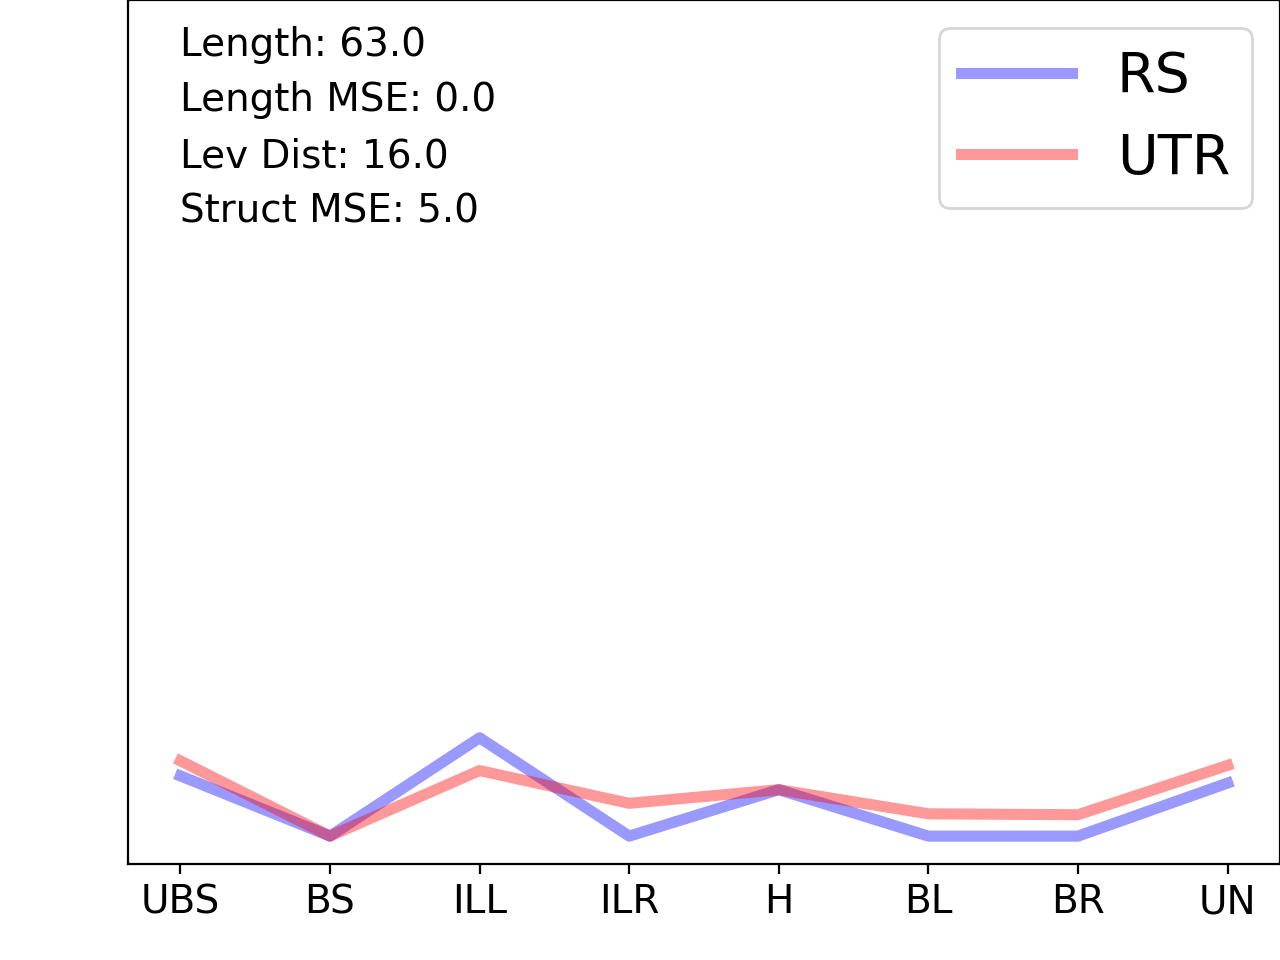 Length: 63.0
Length MSE: 0.0
Lev Dist: 16.0
Struct MSE: 5.0
RS
UTR
UBS BS ILL ILR H BL BR UN